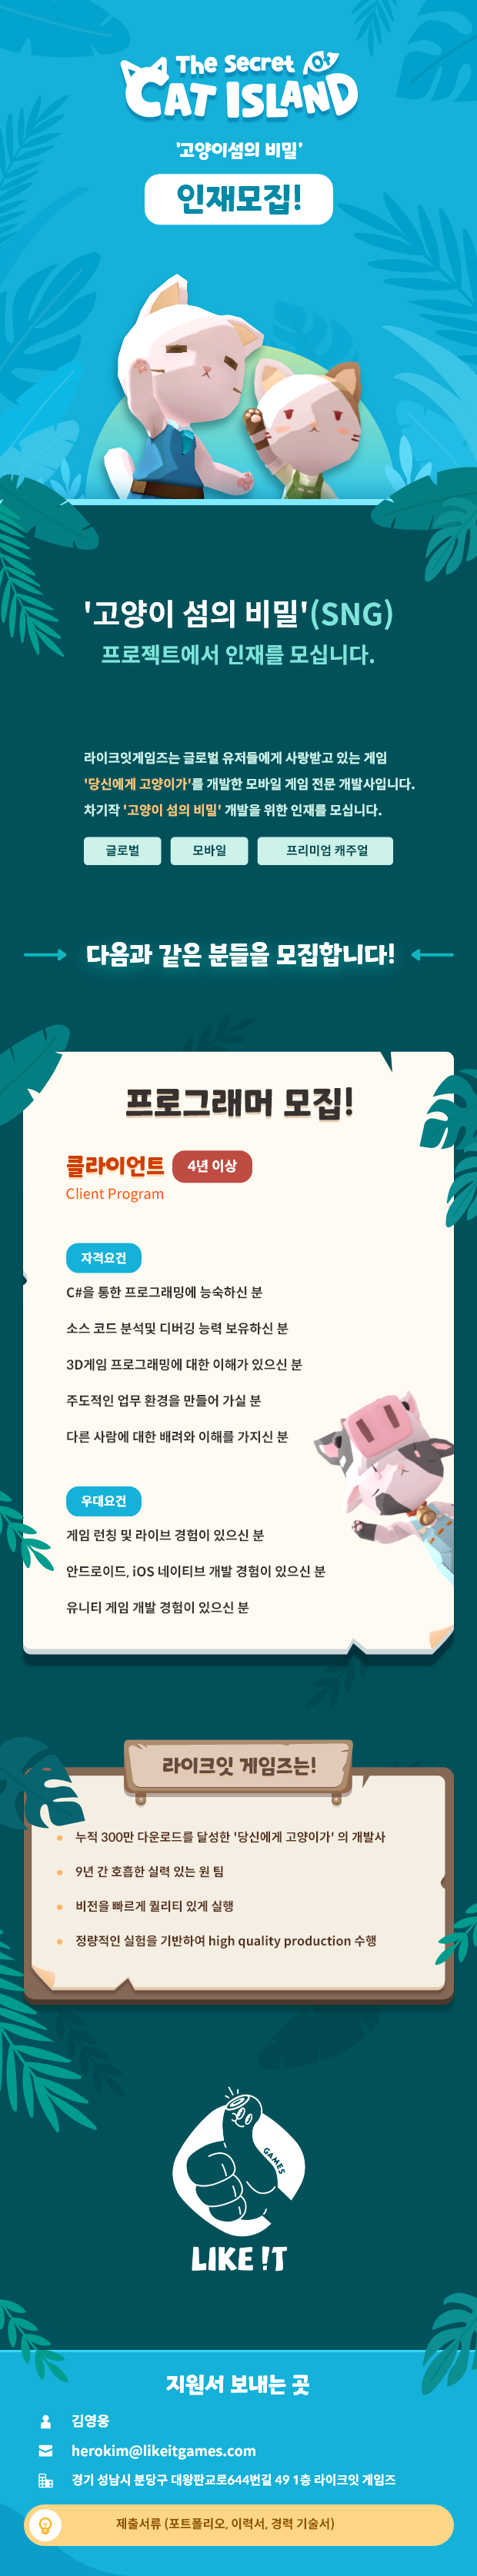 The Secret Of
CAT ISLAND
'고양이섬의 비밀'
인재모집!
'고양이 섬의 비밀'(SNG)
프로젝트에서 인재를 모십니다.
라이크잇게임즈는 글로벌 유저들에게 사랑받고 있는 게임
'당신에게 고양이가'를 개발한 모바일 게임 전문 개발사입니다.
차기작 '고양이 섬의 비밀' 개발을 위한 인재를 모십니다.
글로벌 모바일 프리미엄 캐주얼
다음과 같은 분들을 모집합니다!
프로그래머 모집!
클라이언트 4년 이상
Client Program
자격요건
C#을 통한 프로그래밍에 능숙하신 분
소스 코드 분석및 디버깅 능력 보유하신 분
3D게임 프로그래밍에 대한 이해가 있으신 분
주도적인 업무 환경을 만들어 가실 분
다른 사람에 대한 배려와 이해를 가지신 분
우대요건
게임 런칭 및 라이브 경험이 있으신 분
안드로이드, iOS 네이티브 개발 경험이 있으신 분
유니티 게임 개발 경험이 있으신 분
라이크잇 게임즈는!
누적 300만 다운로드를 달성한 '당신에게 고양이가' 의 개발사
9년 간 호흡한 실력 있는 원 팀
비전을 빠르게 퀄리티 있게 실행
정량적인 실험을 기반하여 high quality production 수행
GAMES
LIKE !T
지원서 보내는 곳
김영웅
herokim@likeitgames.com
경기 성남시 분당구 대왕판교로644번길 49 1층 라이크잇 게임즈
제출서류 (포트폴리오, 이력서, 경력 기술서)